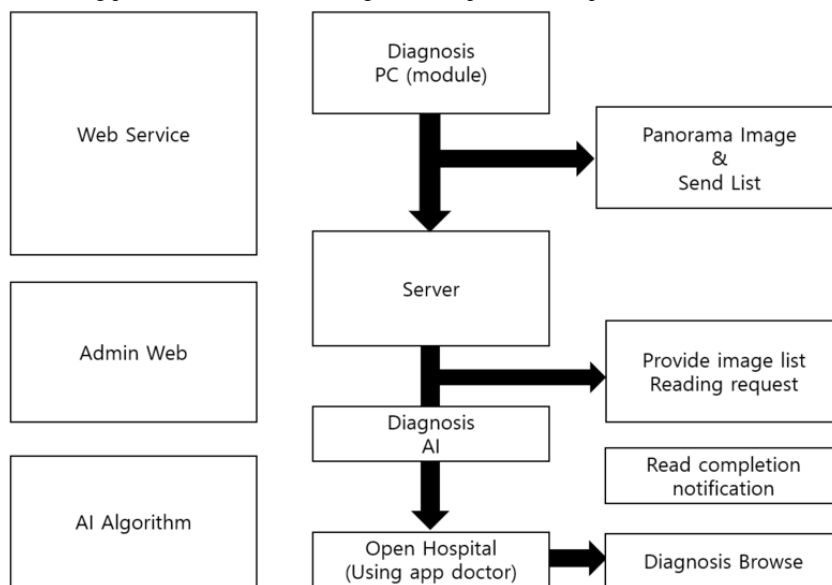 Diagnosis
PC (module)
Web Service
Panorama Image
&
Send List
Server
Admin Web
Provide image list
Reading request
Diagnosis
AI
Read completion
notification
AI Algorithm
Open Hospital
(Using app doctor)
Diagnosis Browse